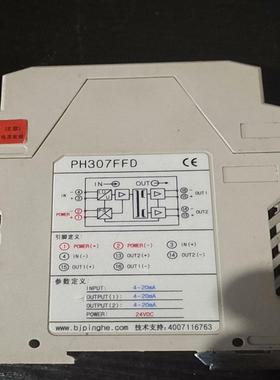 PH307FFD CE
IN OUT
IN OUT1
POWER OUT2
引脚定义:
① POWER(+) ② POWER(-) ⑤ IN(+)
④ IN(-) ⑬ OUT2(+) ⑭ OUT2(-)
⑮ OUT1(+) ⑯ OUT1(-)
参数定义:
INPUT: 4-20mA
OUTPUT(1): 4-20mA
OUTPUT(2): 4-20mA
POWER: 24VDC
www.bjpinghe.com 技术支持:4007116763